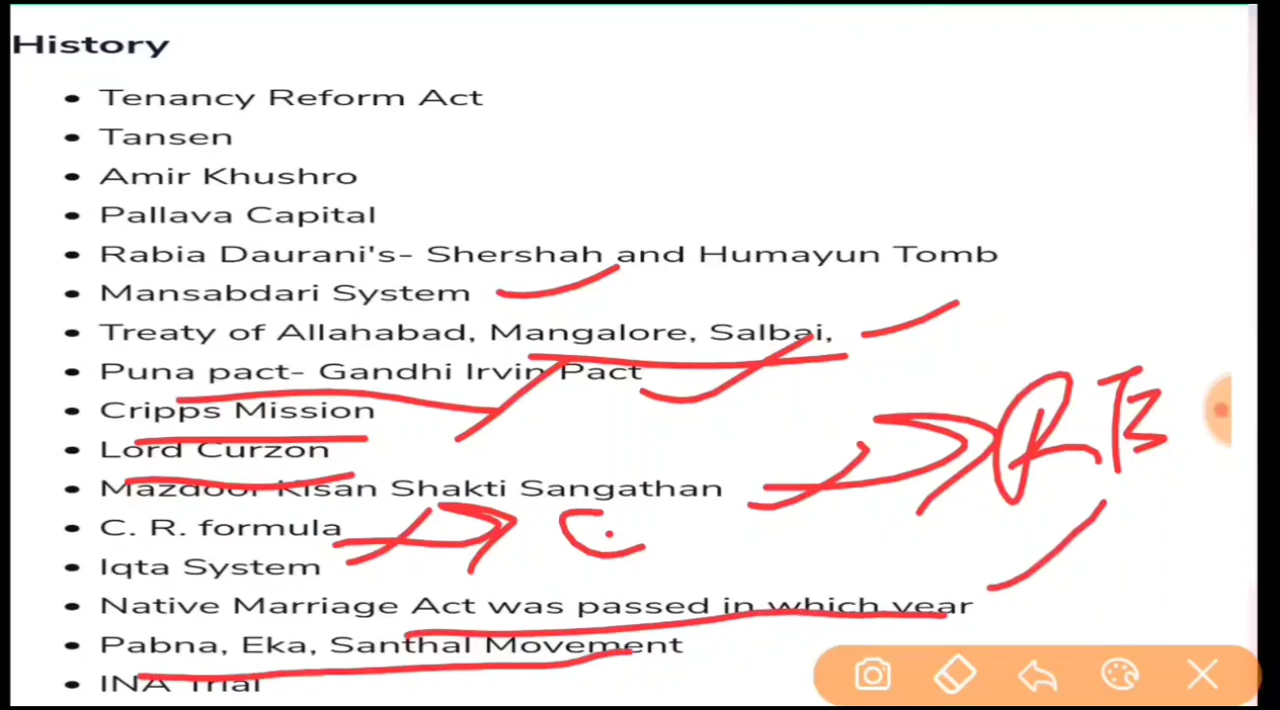 History
• Tenancy Reform Act
• Tansen
• Amir Khushro
• Pallava Capital
• Rabia Daurani's- Shershah and Humayun Tomb
• Mansabdari System
• Treaty of Allahabad, Mangalore, Salbai,
• Puna pact- Gandhi Irvin Pact
• Cripps Mission
• Lord Curzon
• Mazdoor Kisan Shakti Sangathan
• C. R. formula
• Iqta System
• Native Marriage Act was passed in which year
• Pabna, Eka, Santhal Movement
• INA Trial